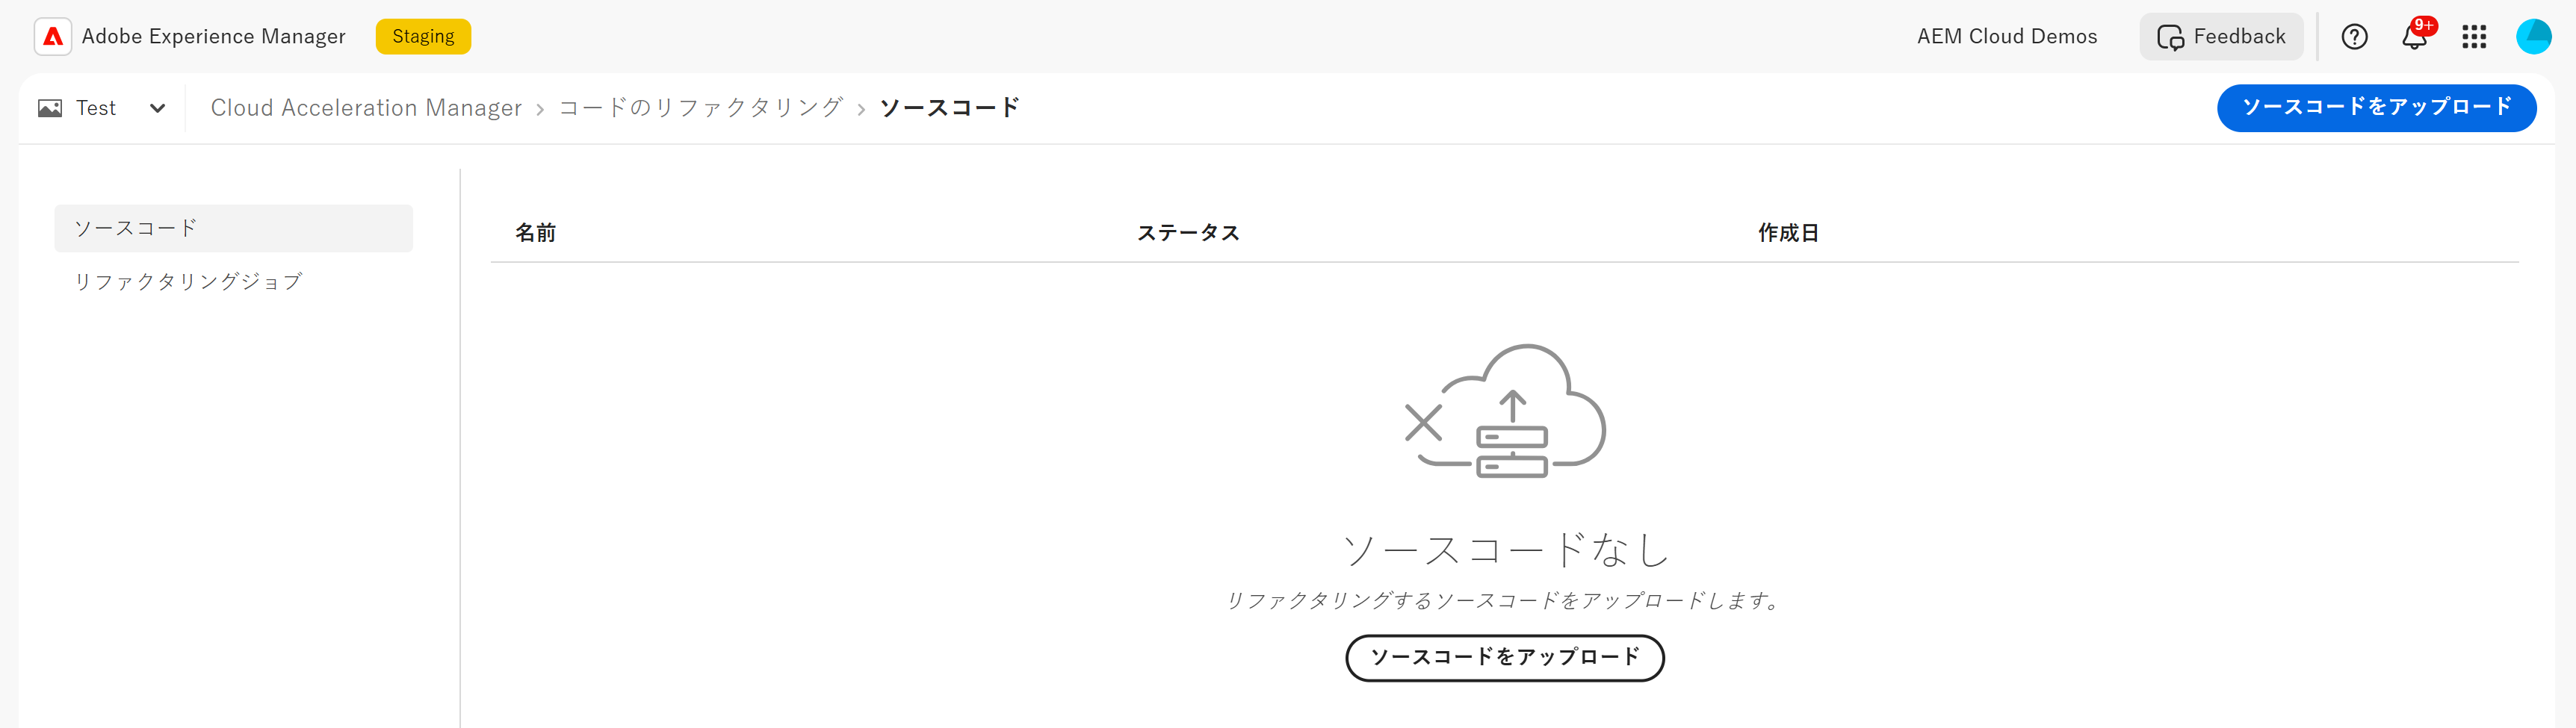 Adobe Experience Manager
Staging
AEM Cloud Demos
Feedback
9+
Test
Cloud Acceleration Manager › コードのリファクタリング › ソースコード
ソースコードをアップロード
ソースコード
リファクタリングジョブ
名前 ステータス 作成日
ソースコードなし
リファクタリングするソースコードをアップロードします。
ソースコードをアップロード